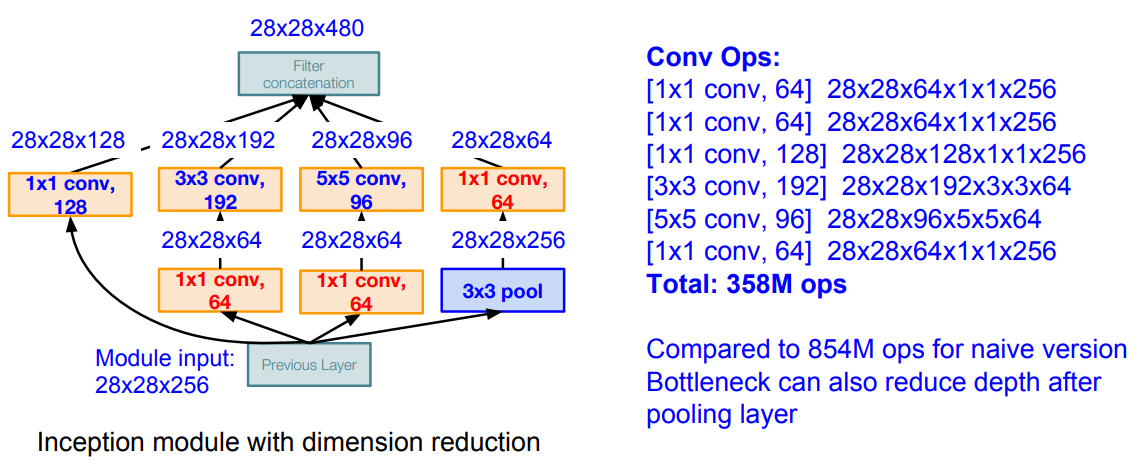 28x28x480
Filter
concatenation
28x28x128
28x28x192
28x28x96
28x28x64
1x1 conv,
128
3x3 conv,
192
5x5 conv,
96
1x1 conv,
64
28x28x64
28x28x64
28x28x256
1x1 conv,
64
1x1 conv,
64
3x3 pool
Module input:
28x28x256
Previous Layer
Inception module with dimension reduction
Conv Ops:
[1x1 conv, 64] 28x28x64x1x1x256
[1x1 conv, 64] 28x28x64x1x1x256
[1x1 conv, 128] 28x28x128x1x1x256
[3x3 conv, 192] 28x28x192x3x3x64
[5x5 conv, 96] 28x28x96x5x5x64
[1x1 conv, 64] 28x28x64x1x1x256
Total: 358M ops
Compared to 854M ops for naive version
Bottleneck can also reduce depth after
pooling layer